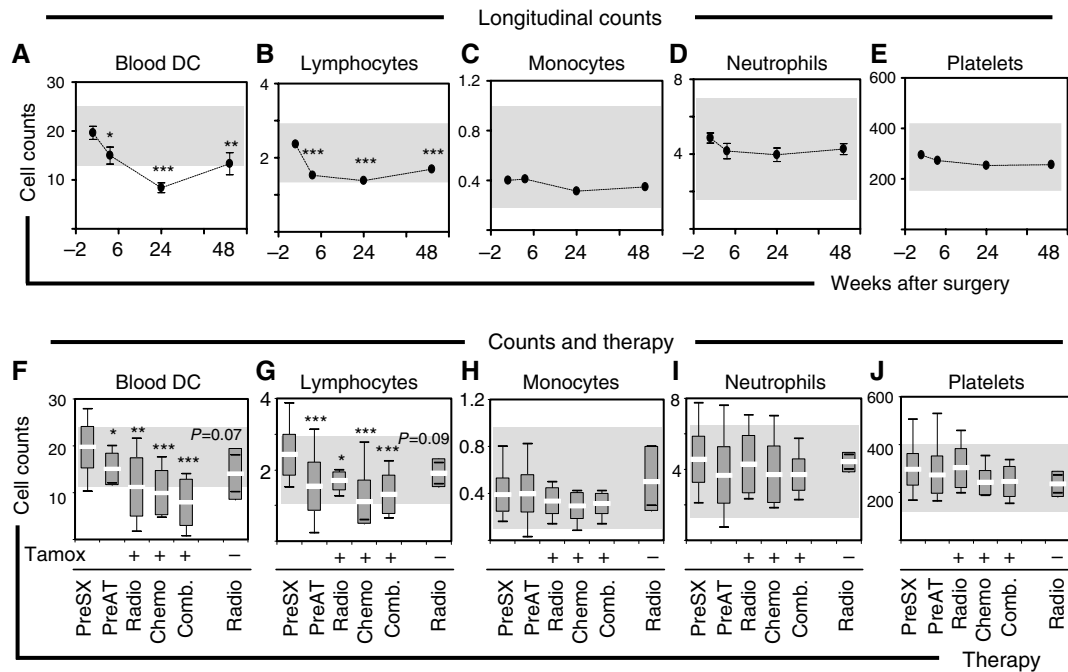 Longitudinal counts
A B C D E
Blood DC Lymphocytes Monocytes Neutrophils Platelets
Cell counts
30 20 10
4 2
1.2 0.8 0.4
8 4
600 400 200
* *** **
*** *** ***
–2 6 24 48
–2 6 24 48
–2 6 24 48
–2 6 24 48
–2 6 24 48
Weeks after surgery
Counts and therapy
F G H I J
Blood DC Lymphocytes Monocytes Neutrophils Platelets
Cell counts
30 20 10
4 2
1.2 0.8 0.4
8 4
600 400 200
* ** *** *** P=0.07
*** * *** *** P=0.09
Tamox + + + –
+ + + –
+ + + –
+ + + –
+ + + –
PreSX PreAT Radio Chemo Comb. Radio
PreSX PreAT Radio Chemo Comb. Radio
PreSX PreAT Radio Chemo Comb. Radio
PreSX PreAT Radio Chemo Comb. Radio
PreSX PreAT Radio Chemo Comb. Radio
Therapy